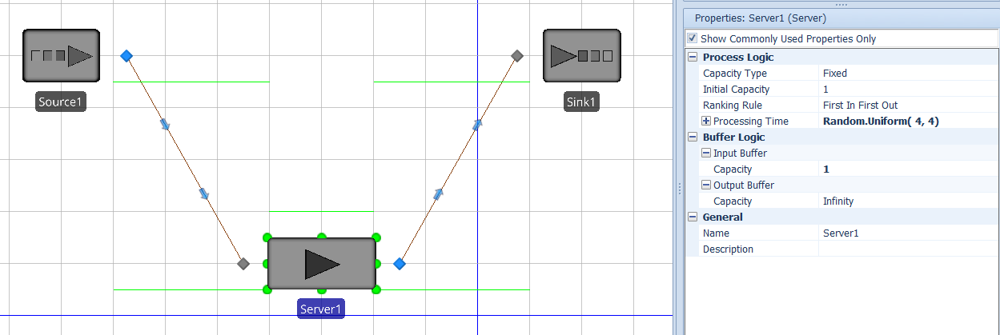 Source1
Sink1
Server1
Properties: Server1 (Server)
Show Commonly Used Properties Only
Process Logic
Capacity Type Fixed
Initial Capacity 1
Ranking Rule First In First Out
Processing Time Random.Uniform( 4, 4)
Buffer Logic
Input Buffer
Capacity 1
Output Buffer
Capacity Infinity
General
Name Server1
Description